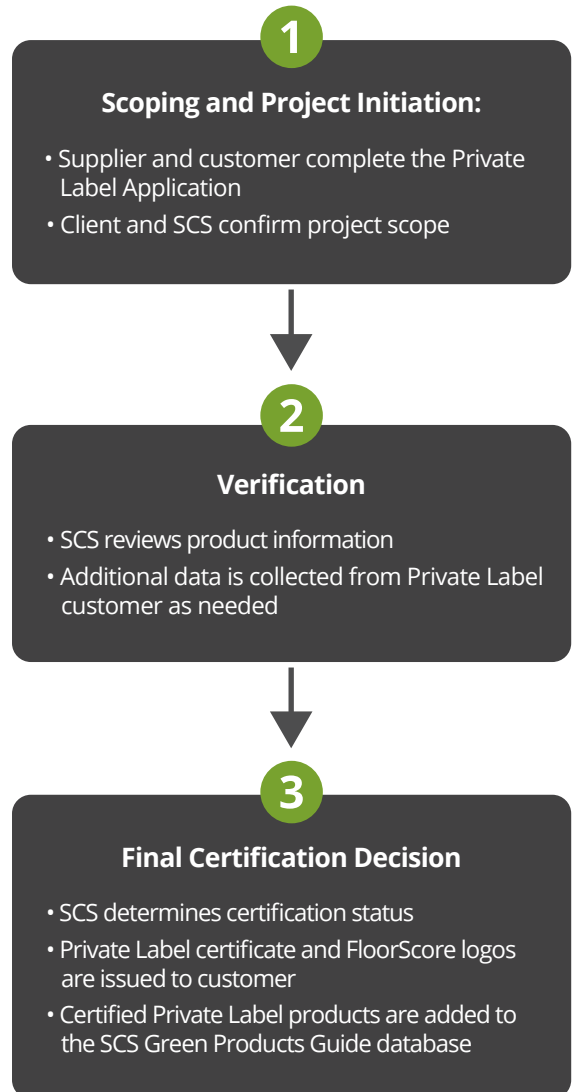 1
Scoping and Project Initiation:
• Supplier and customer complete the Private
Label Application
• Client and SCS confirm project scope
2
Verification
• SCS reviews product information
• Additional data is collected from Private Label
customer as needed
3
Final Certification Decision
• SCS determines certification status
• Private Label certificate and FloorScore logos
are issued to customer
• Certified Private Label products are added to
the SCS Green Products Guide database